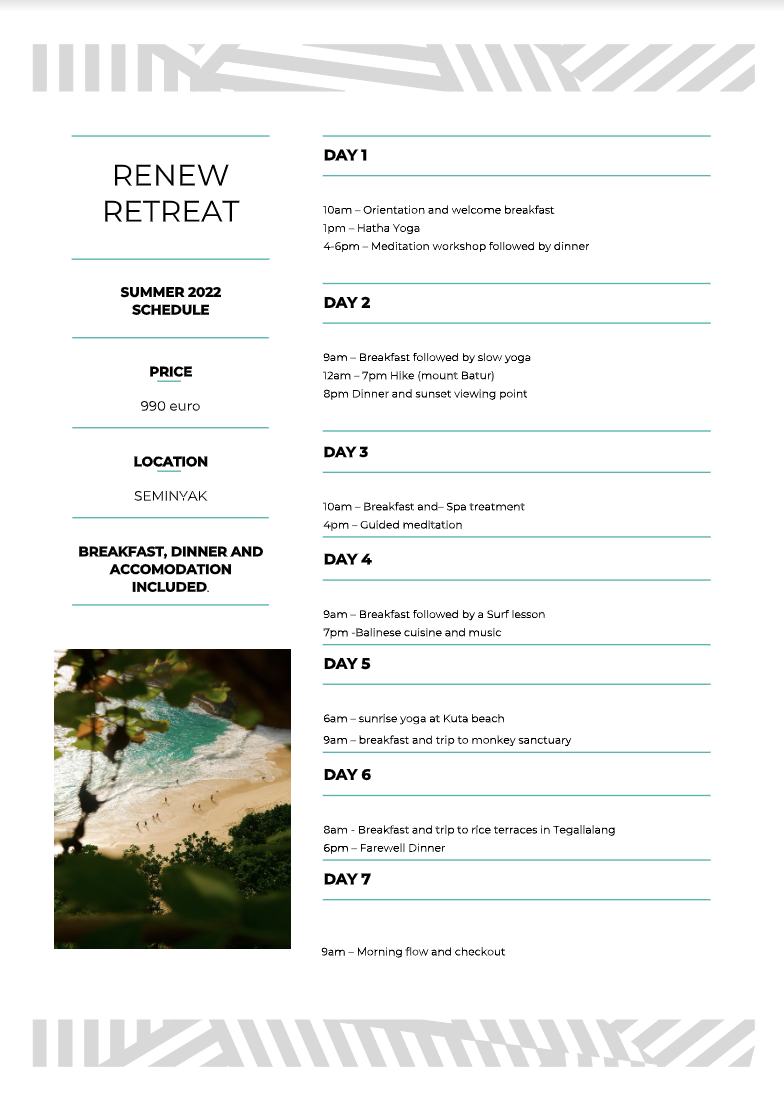 RENEW
RETREAT
SUMMER 2022
SCHEDULE
PRICE
990 euro
LOCATION
SEMINYAK
BREAKFAST, DINNER AND
ACCOMODATION
INCLUDED.
DAY 1
10am – Orientation and welcome breakfast
1pm – Hatha Yoga
4-6pm – Meditation workshop followed by dinner
DAY 2
9am – Breakfast followed by slow yoga
12am – 7pm Hike (mount Batur)
8pm Dinner and sunset viewing point
DAY 3
10am – Breakfast and– Spa treatment
4pm – Guided meditation
DAY 4
9am – Breakfast followed by a Surf lesson
7pm -Balinese cuisine and music
DAY 5
6am – sunrise yoga at Kuta beach
9am – breakfast and trip to monkey sanctuary
DAY 6
8am - Breakfast and trip to rice terraces in Tegallalang
6pm – Farewell Dinner
DAY 7
9am – Morning flow and checkout